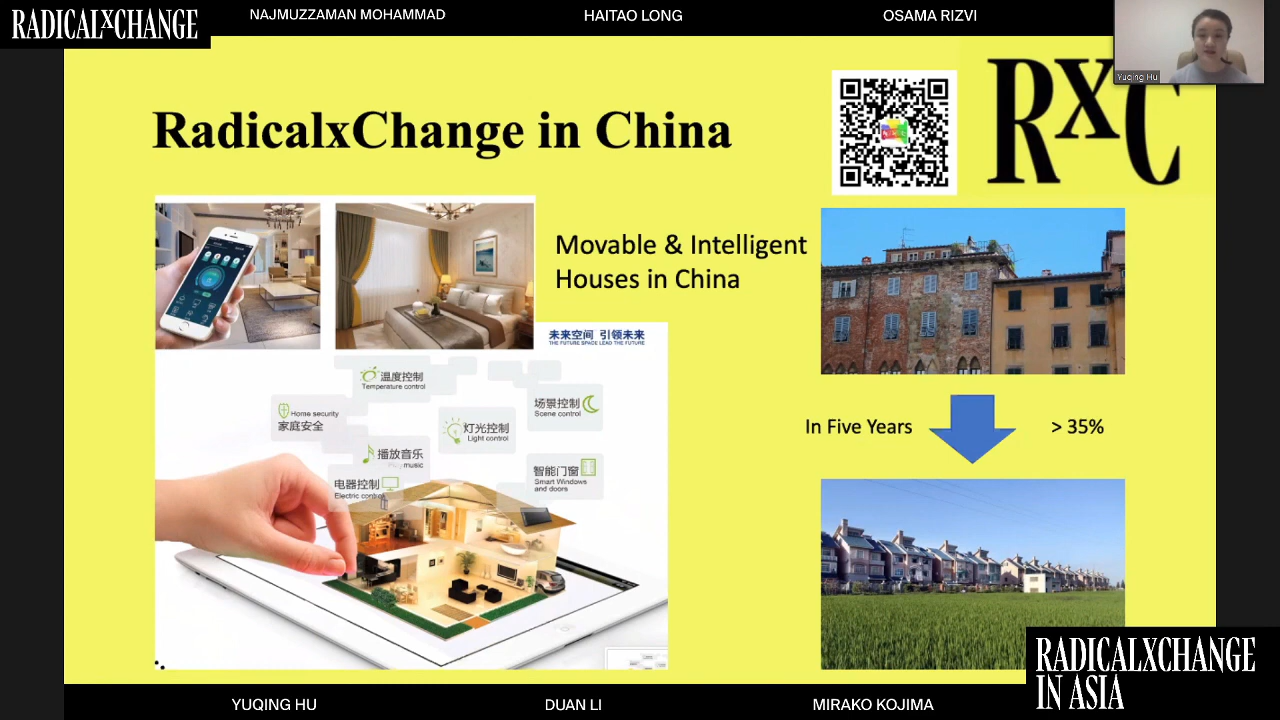 RADICALXCHANGE
NAJMUZZAMAN MOHAMMAD
HAITAO LONG
OSAMA RIZVI
Yuqing Hu
RadicalxChange in China
RXC
Movable & Intelligent
Houses in China
未来空间 引领未来
THE FUTURE SPACE LEAD THE FUTURE
温度控制
Temperature control
Home security
家庭安全
场景控制
Scene control
灯光控制
Light control
播放音乐
music
电器控制
Electric control
智能门窗
Smart Windows
and doors
In Five Years
> 35%
RADICALXCHANGE
IN ASIA
YUQING HU
DUAN LI
MIRAKO KOJIMA